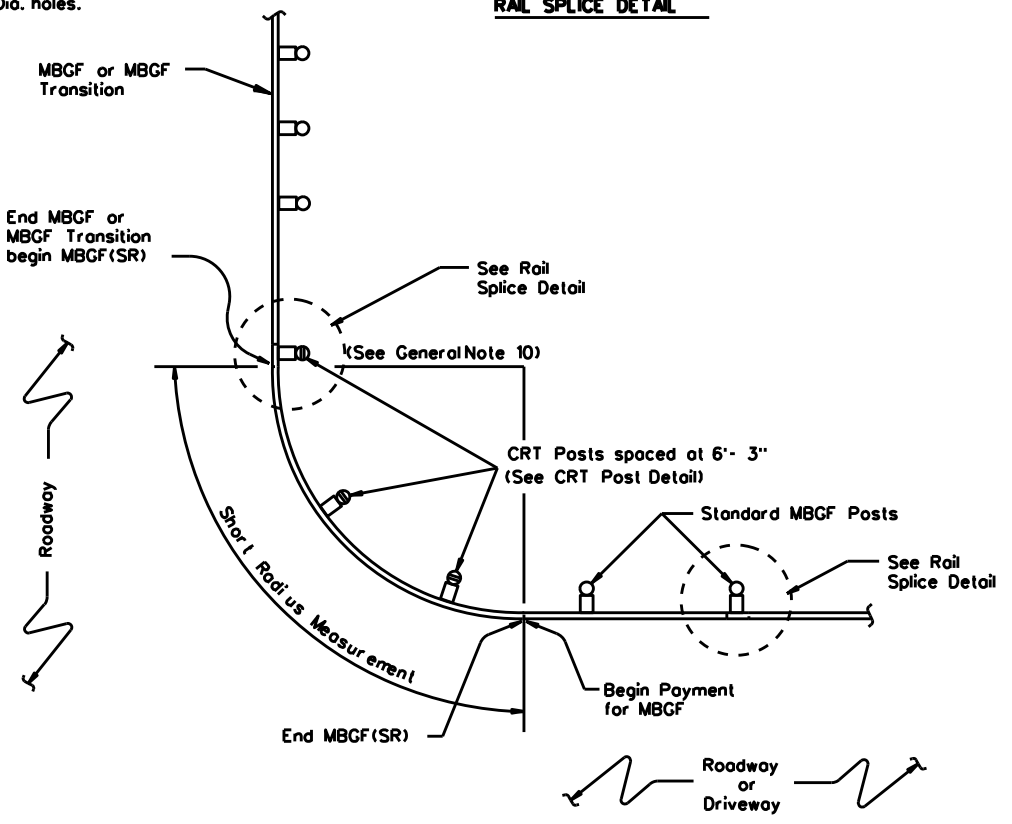 Dia. holes.
RAIL SPLICE DETAIL
MBGF or MBGF
Transition
End MBGF or
MBGF Transition
begin MBGF(SR)
See Rail
Splice Detail
(See General Note 10)
CRT Posts spaced at 6'- 3"
(See CRT Post Detail)
Roadway
Short Radius Measurement
Standard MBGF Posts
See Rail
Splice Detail
Begin Payment
for MBGF
End MBGF(SR)
Roadway
or
Driveway